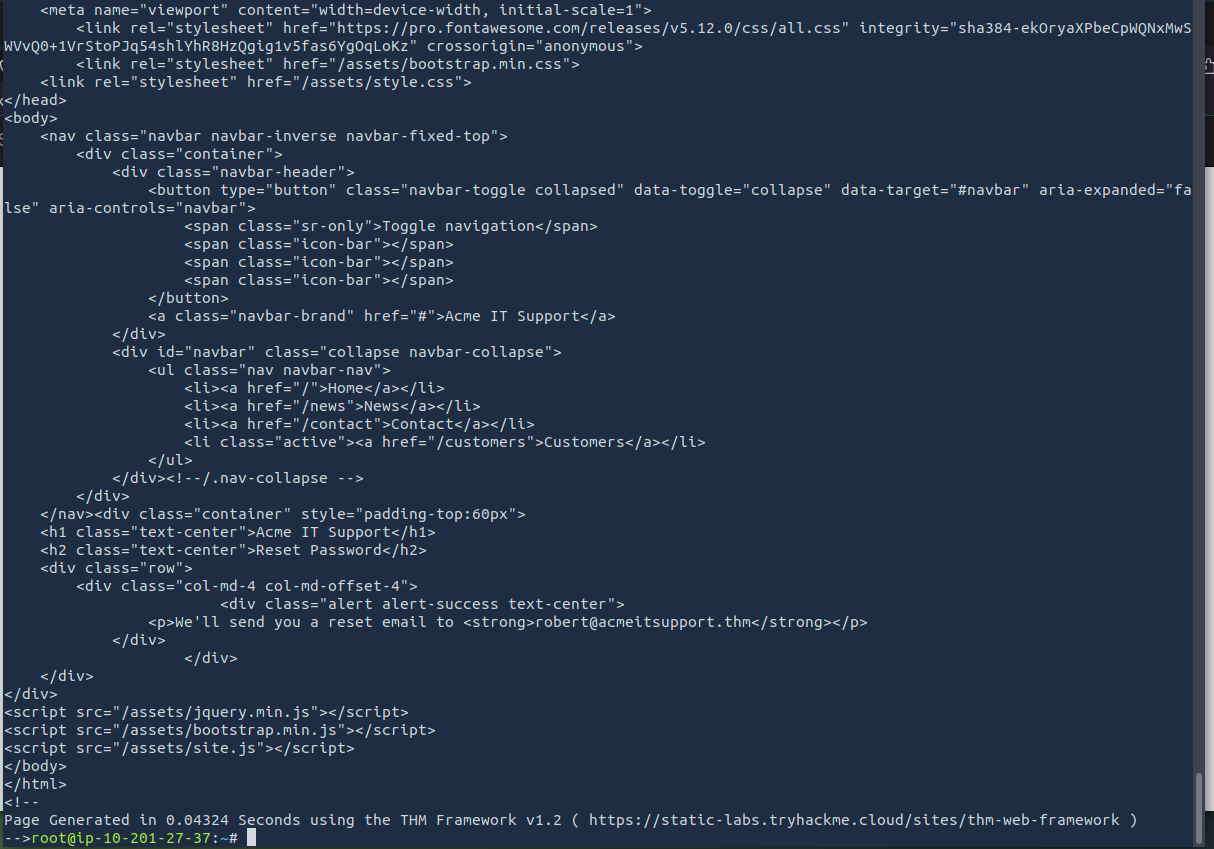 <meta name="viewport" content="width=device-width, initial-scale=1">
        <link rel="stylesheet" href="https://pro.fontawesome.com/releases/v5.12.0/css/all.css" integrity="sha384-ekOryaXPbeCpWQNxMwS
WVvQ0+1VrStoPJq54shlYhR8HzQgig1v5fas6YgOqLoKz" crossorigin="anonymous">
        <link rel="stylesheet" href="/assets/bootstrap.min.css">
    <link rel="stylesheet" href="/assets/style.css">
</head>
<body>
    <nav class="navbar navbar-inverse navbar-fixed-top">
        <div class="container">
            <div class="navbar-header">
                <button type="button" class="navbar-toggle collapsed" data-toggle="collapse" data-target="#navbar" aria-expanded="fa
lse" aria-controls="navbar">
                    <span class="sr-only">Toggle navigation</span>
                    <span class="icon-bar"></span>
                    <span class="icon-bar"></span>
                    <span class="icon-bar"></span>
                </button>
                <a class="navbar-brand" href="#">Acme IT Support</a>
            </div>
            <div id="navbar" class="collapse navbar-collapse">
                <ul class="nav navbar-nav">
                    <li><a href="/">Home</a></li>
                    <li><a href="/news">News</a></li>
                    <li><a href="/contact">Contact</a></li>
                    <li class="active"><a href="/customers">Customers</a></li>
                </ul>
            </div><!--/.nav-collapse -->
        </div>
    </nav><div class="container" style="padding-top:60px">
    <h1 class="text-center">Acme IT Support</h1>
    <h2 class="text-center">Reset Password</h2>
    <div class="row">
        <div class="col-md-4 col-md-offset-4">
                        <div class="alert alert-success text-center">
                <p>We'll send you a reset email to <strong>robert@acmeitsupport.thm</strong></p>
            </div>
                    </div>
    </div>
</div>
<script src="/assets/jquery.min.js"></script>
<script src="/assets/bootstrap.min.js"></script>
<script src="/assets/site.js"></script>
</body>
</html>
<!--
Page Generated in 0.04324 Seconds using the THM Framework v1.2 ( https://static-labs.tryhackme.cloud/sites/thm-web-framework )
-->root@ip-10-201-27-37:~#